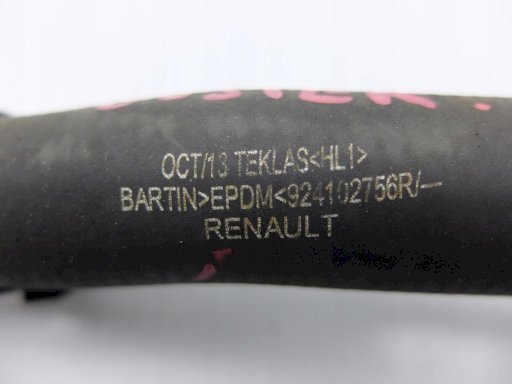 OCT/13 TEKLAS<HL1>
BARTIN>EPDM<924102756R/—
RENAULT